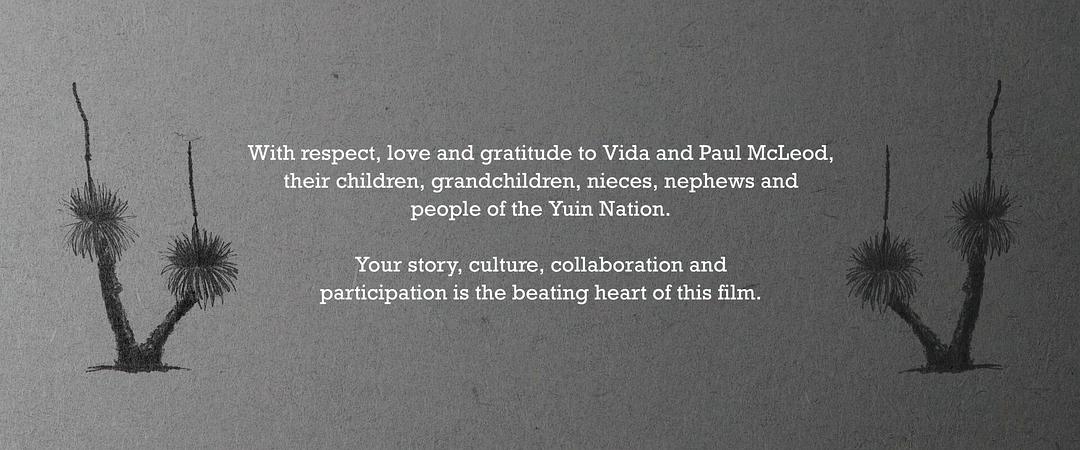 With respect, love and gratitude to Vida and Paul McLeod,
their children, grandchildren, nieces, nephews and
people of the Yuin Nation.
Your story, culture, collaboration and
participation is the beating heart of this film.